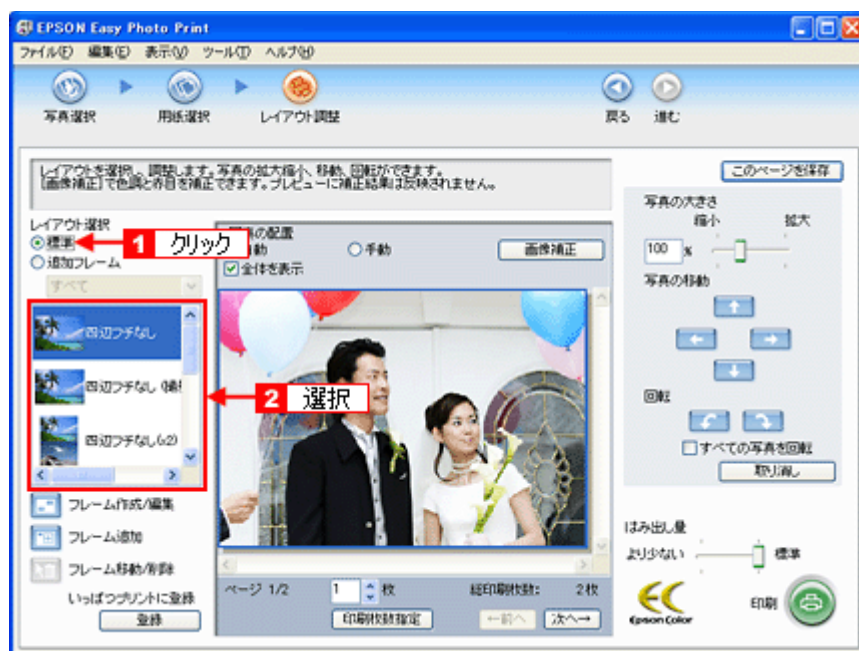 EPSON Easy Photo Print
ファイル(F) 編集(E) 表示(V) ツール(T) ヘルプ(H)
写真選択 用紙選択 レイアウト調整 戻る 進む
レイアウトを選択し、調整します。写真の拡大縮小、移動、回転ができます。
[画像補正]で色調と赤目を補正できます。プレビューに補正結果は反映されません。
このページを保存
レイアウト選択
標準
1 クリック
追加フレーム
すべて
四辺フチなし
四辺フチなし
四辺フチなし(x2)
2 選択
フレーム作成/編集
フレーム追加
フレーム移動/削除
いっぱつプリントに登録
登録
の配置
手動
画像補正
全体を表示
ページ 1/2
1 枚
総印刷枚数: 2枚
印刷枚数指定
←前へ
次へ→
写真の大きさ
縮小 拡大
100 %
写真の移動
回転
すべての写真を回転
取り消し
はみ出し量
より少ない 標準
Epson Color
印刷